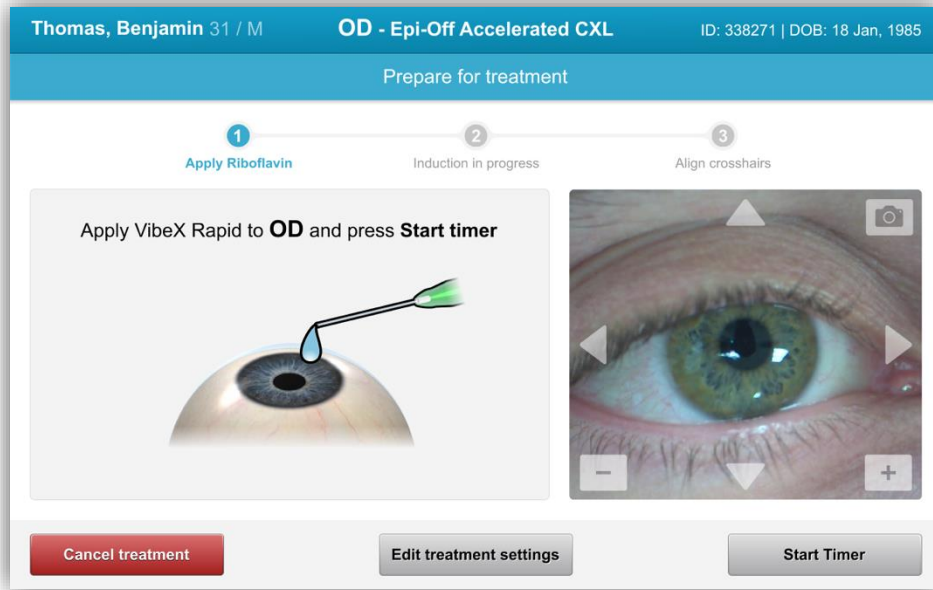 Thomas, Benjamin 31 / M OD - Epi-Off Accelerated CXL ID: 338271 | DOB: 18 Jan, 1985
Prepare for treatment
1 2 3
Apply Riboflavin Induction in progress Align crosshairs
Apply VibeX Rapid to OD and press Start timer
Cancel treatment Edit treatment settings Start Timer